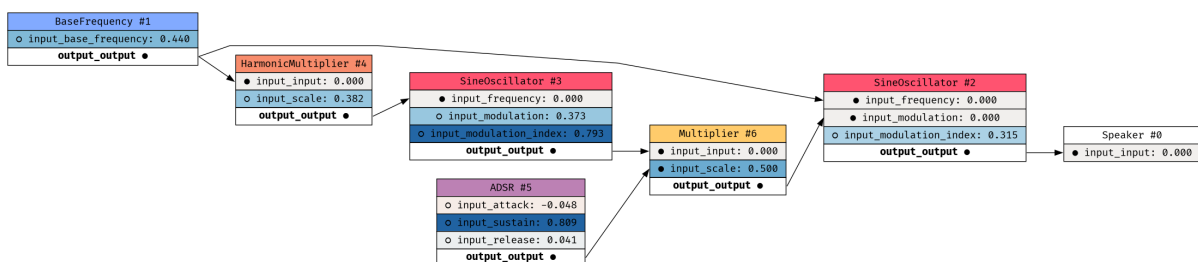 BaseFrequency #1
○ input_base_frequency: 0.440
output_output ●
HarmonicMultiplier #4
● input_input: 0.000
○ input_scale: 0.382
output_output ●
SineOscillator #3
● input_frequency: 0.000
○ input_modulation: 0.373
○ input_modulation_index: 0.793
output_output ●
ADSR #5
○ input_attack: -0.048
○ input_sustain: 0.809
○ input_release: 0.041
output_output ●
Multiplier #6
● input_input: 0.000
● input_scale: 0.500
output_output ●
SineOscillator #2
● input_frequency: 0.000
● input_modulation: 0.000
○ input_modulation_index: 0.315
output_output ●
Speaker #0
● input_input: 0.000